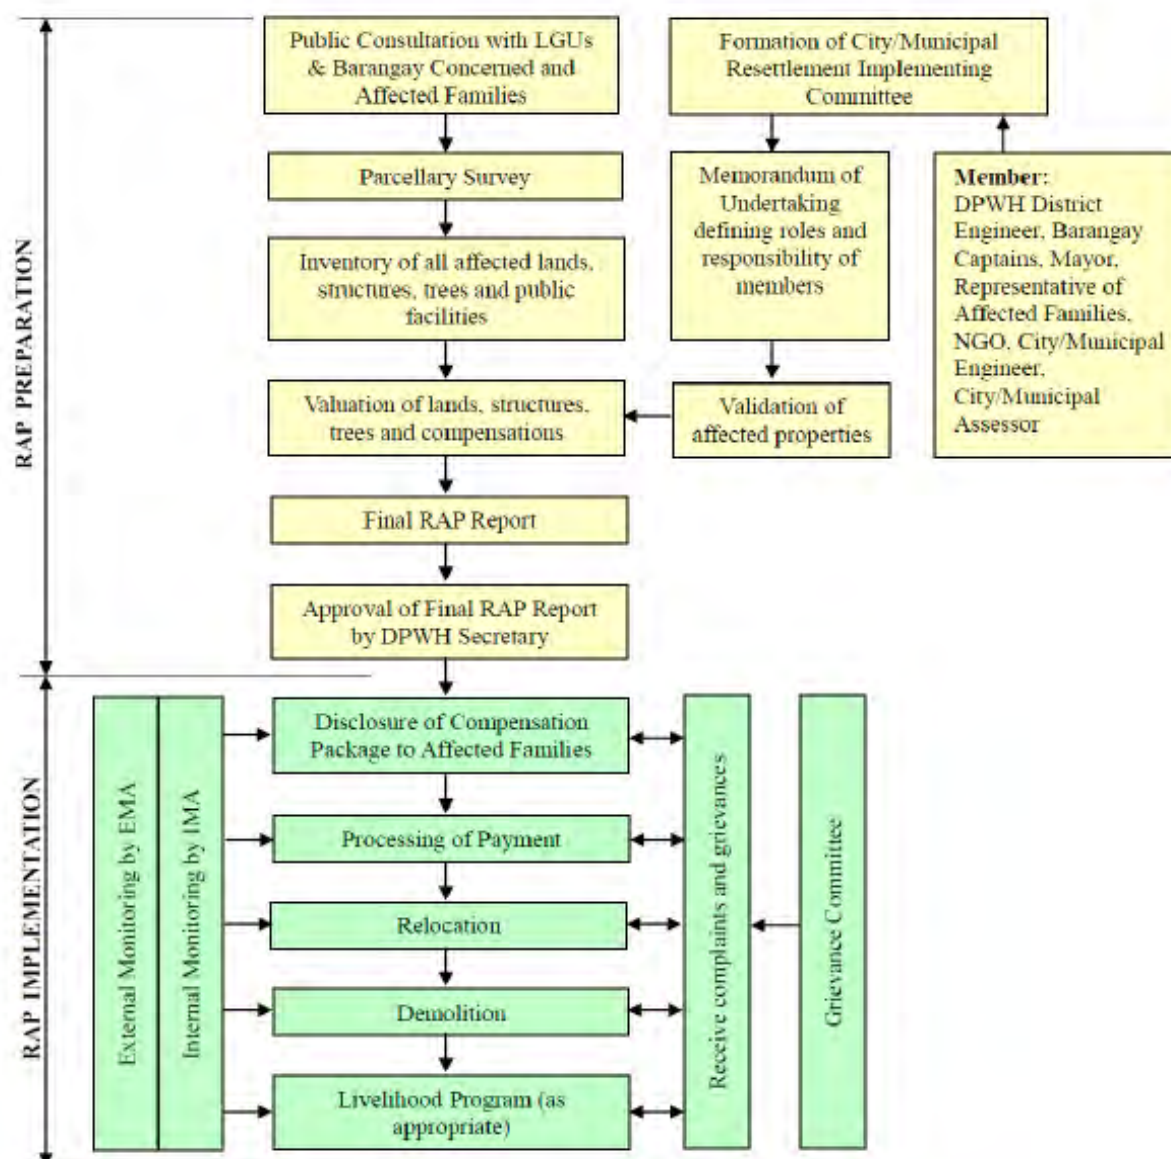 RAP PREPARATION
Public Consultation with LGUs
& Barangay Concerned and
Affected Families
Formation of City/Municipal
Resettlement Implementing
Committee
Parcellary Survey
Memorandum of
Undertaking
defining roles and
responsibility of
members
Member:
DPWH District
Engineer, Barangay
Captains, Mayor,
Representative of
Affected Families,
NGO, City/Municipal
Engineer,
City/Municipal
Assessor
Inventory of all affected lands,
structures, trees and public
facilities
Valuation of lands, structures,
trees and compensations
Validation of
affected properties
Final RAP Report
Approval of Final RAP Report
by DPWH Secretary
RAP IMPLEMENTATION
External Monitoring by EMA
Internal Monitoring by IMA
Disclosure of Compensation
Package to Affected Families
Processing of Payment
Relocation
Demolition
Livelihood Program (as
appropriate)
Receive complaints and grievances
Grievance Committee